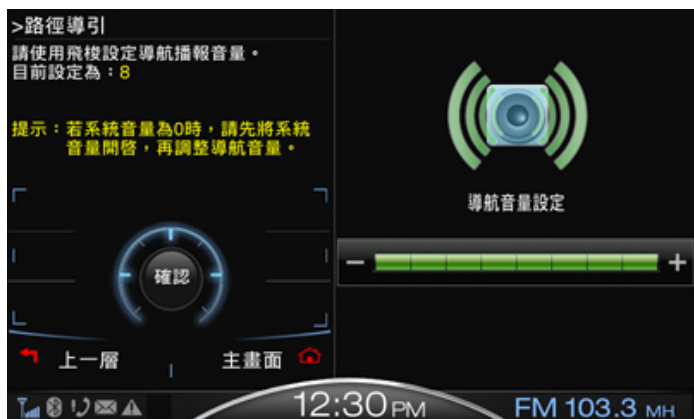 >路徑導引
請使用飛梭設定導航播報音量。
目前設定為：8
提示：若系統音量為0時，請先將系統
音量開啓，再調整導航音量。
確認
上一層
主畫面
導航音量設定
− +
12:30 PM
FM 103.3 MH